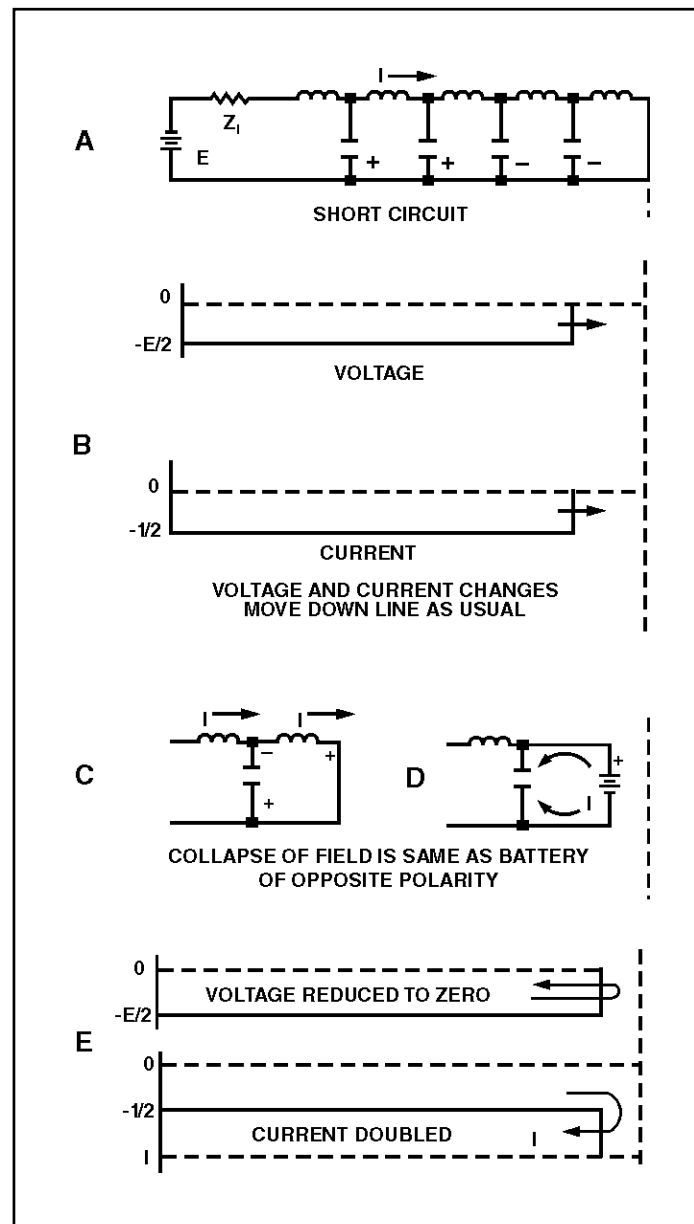 I
A
Z_I
E
+ + − −
SHORT CIRCUIT
0
-E/2
VOLTAGE
B
0
-1/2
CURRENT
VOLTAGE AND CURRENT CHANGES
MOVE DOWN LINE AS USUAL
I I
C
− +
+
D
+
I
COLLAPSE OF FIELD IS SAME AS BATTERY
OF OPPOSITE POLARITY
0
VOLTAGE REDUCED TO ZERO
-E/2
E
0
-1/2
CURRENT DOUBLED I
I